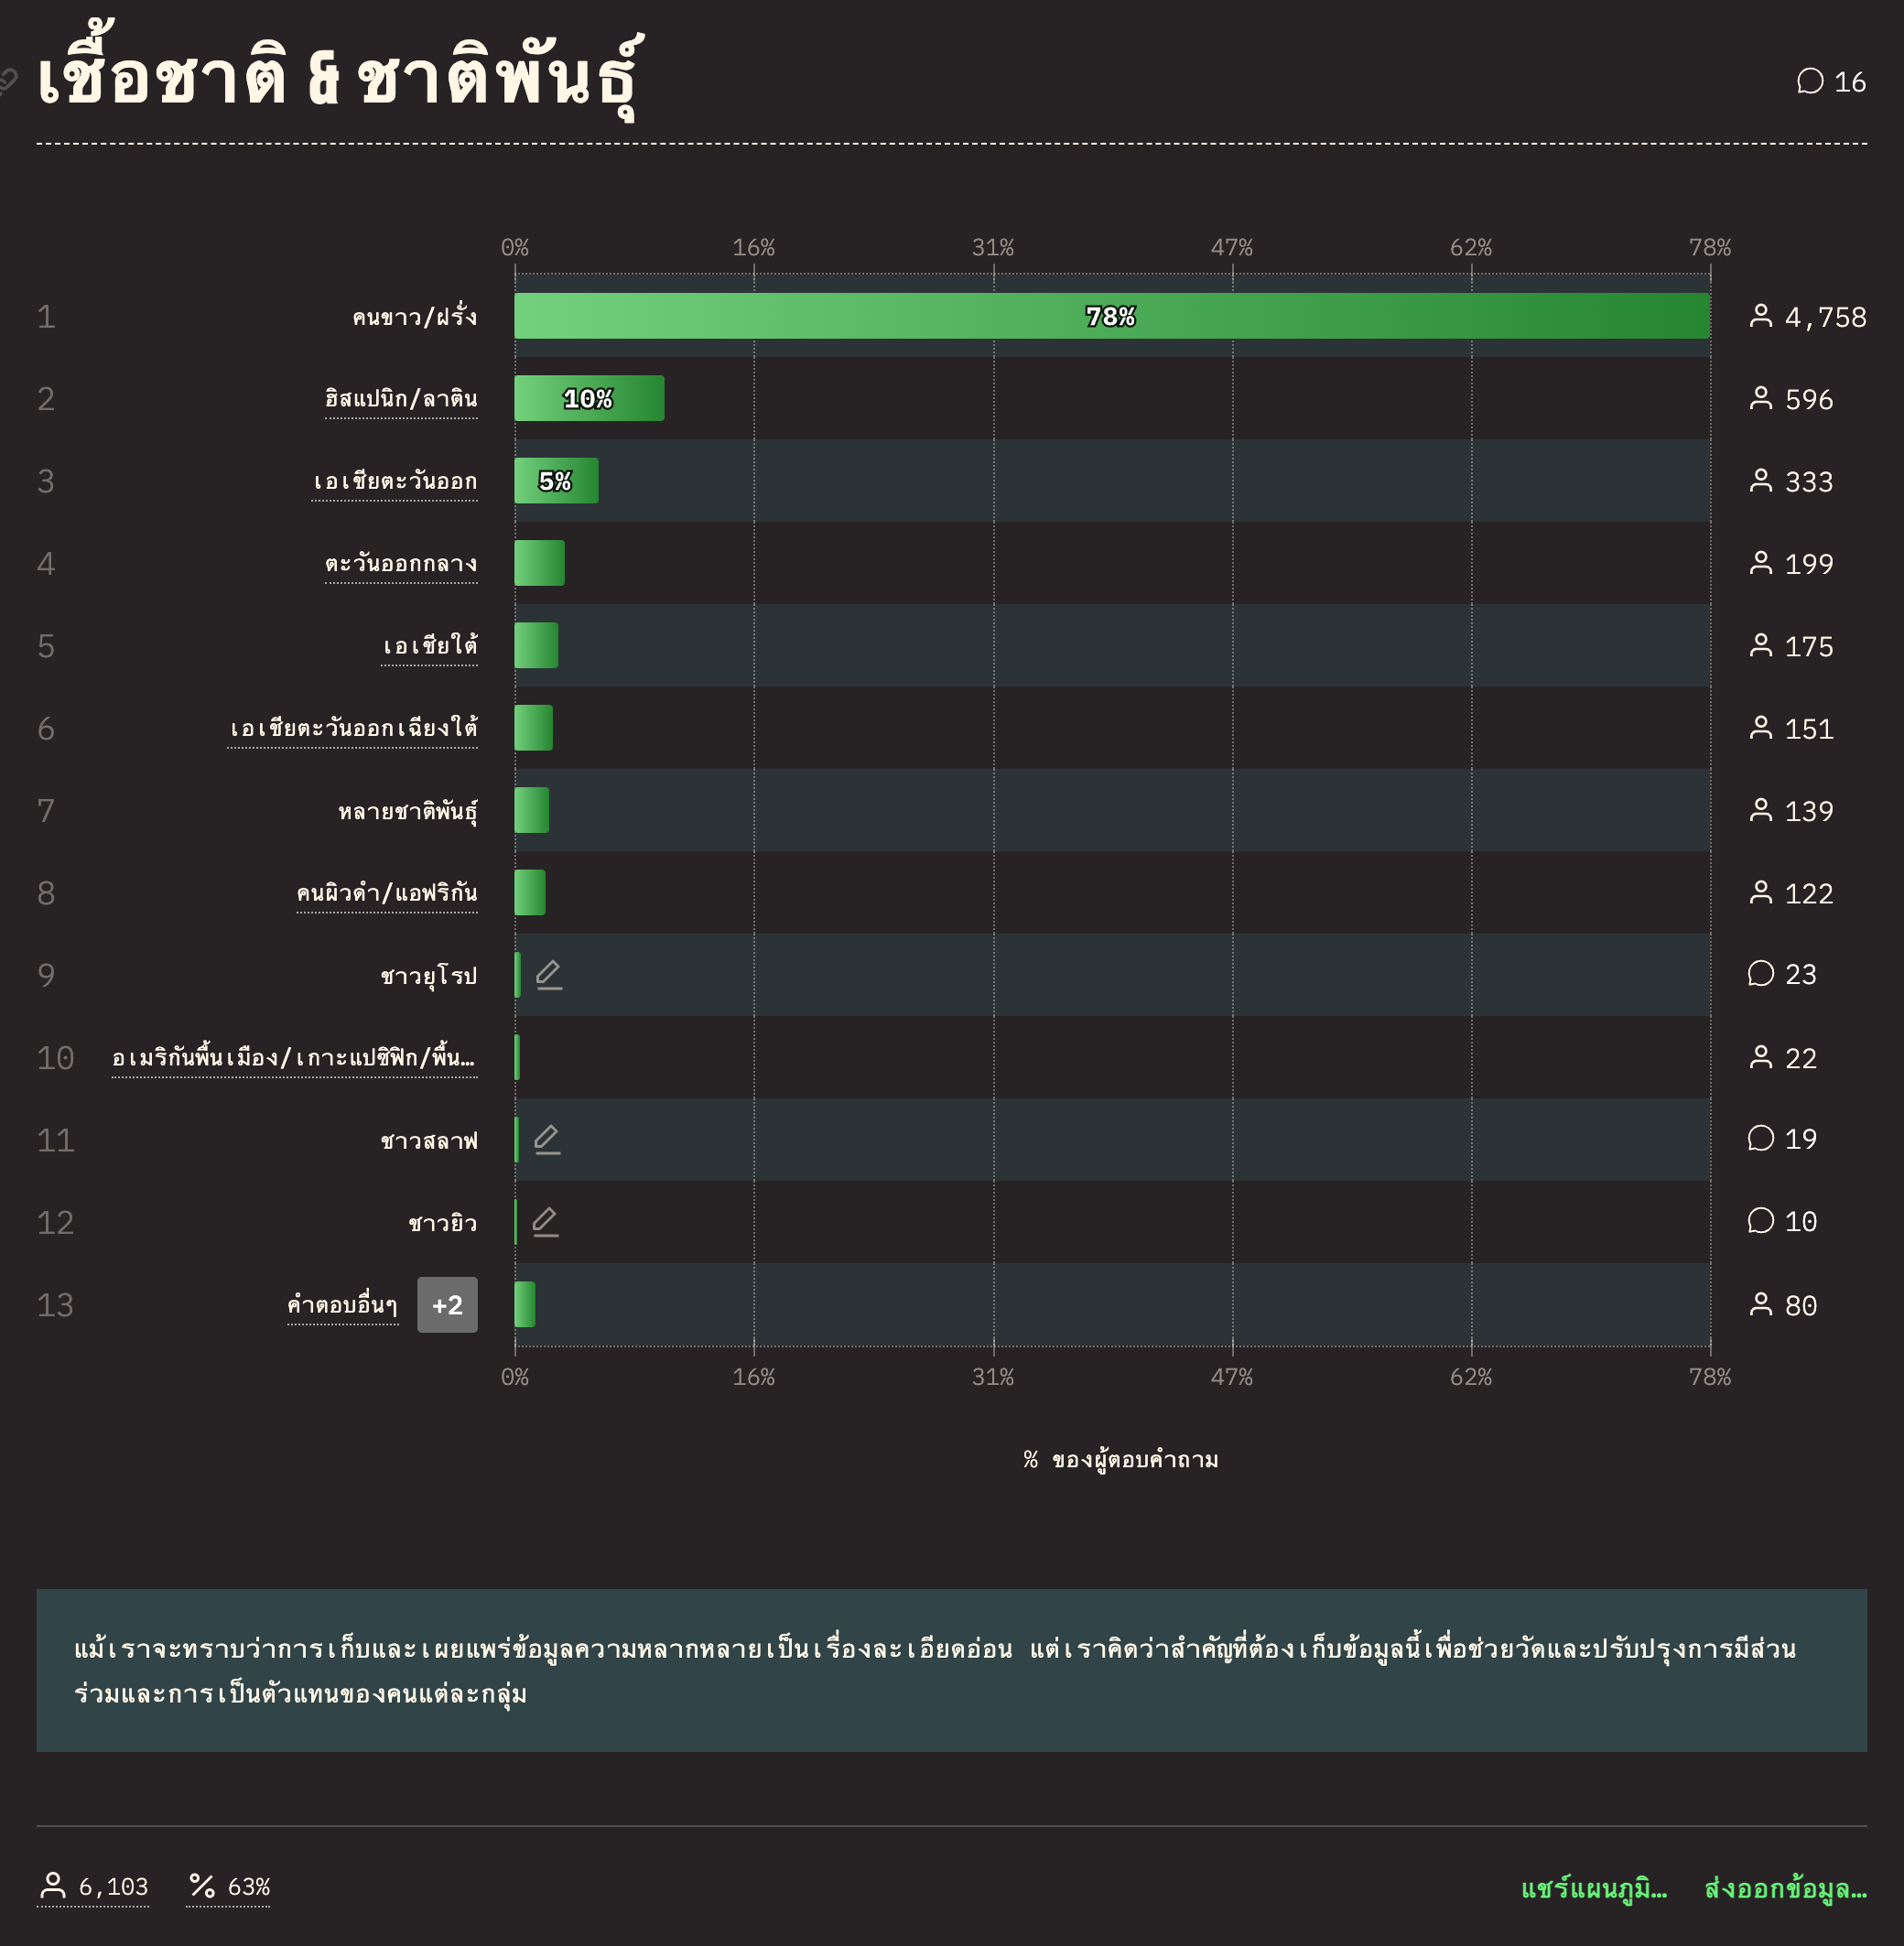 เชื้อชาติ & ชาติพันธุ์
16
0% 16% 31% 47% 62% 78%
1 คนขาว/ฝรั่ง 78% 4,758
2 ฮิสแปนิก/ลาติน 10% 596
3 เอเชียตะวันออก 5% 333
4 ตะวันออกกลาง 199
5 เอเชียใต้ 175
6 เอเชียตะวันออกเฉียงใต้ 151
7 หลายชาติพันธุ์ 139
8 คนผิวดำ/แอฟริกัน 122
9 ชาวยุโรป 23
10 อเมริกันพื้นเมือง/เกาะแปซิฟิก/พื้น… 22
11 ชาวสลาฟ 19
12 ชาวยิว 10
13 คำตอบอื่นๆ +2 80
0% 16% 31% 47% 62% 78%
% ของผู้ตอบคำถาม
แม้เราจะทราบว่าการเก็บและเผยแพร่ข้อมูลความหลากหลายเป็นเรื่องละเอียดอ่อน แต่เราคิดว่าสำคัญที่ต้องเก็บข้อมูลนี้เพื่อช่วยวัดและปรับปรุงการมีส่วน
ร่วมและการเป็นตัวแทนของคนแต่ละกลุ่ม
6,103 63% แชร์แผนภูมิ… ส่งออกข้อมูล…